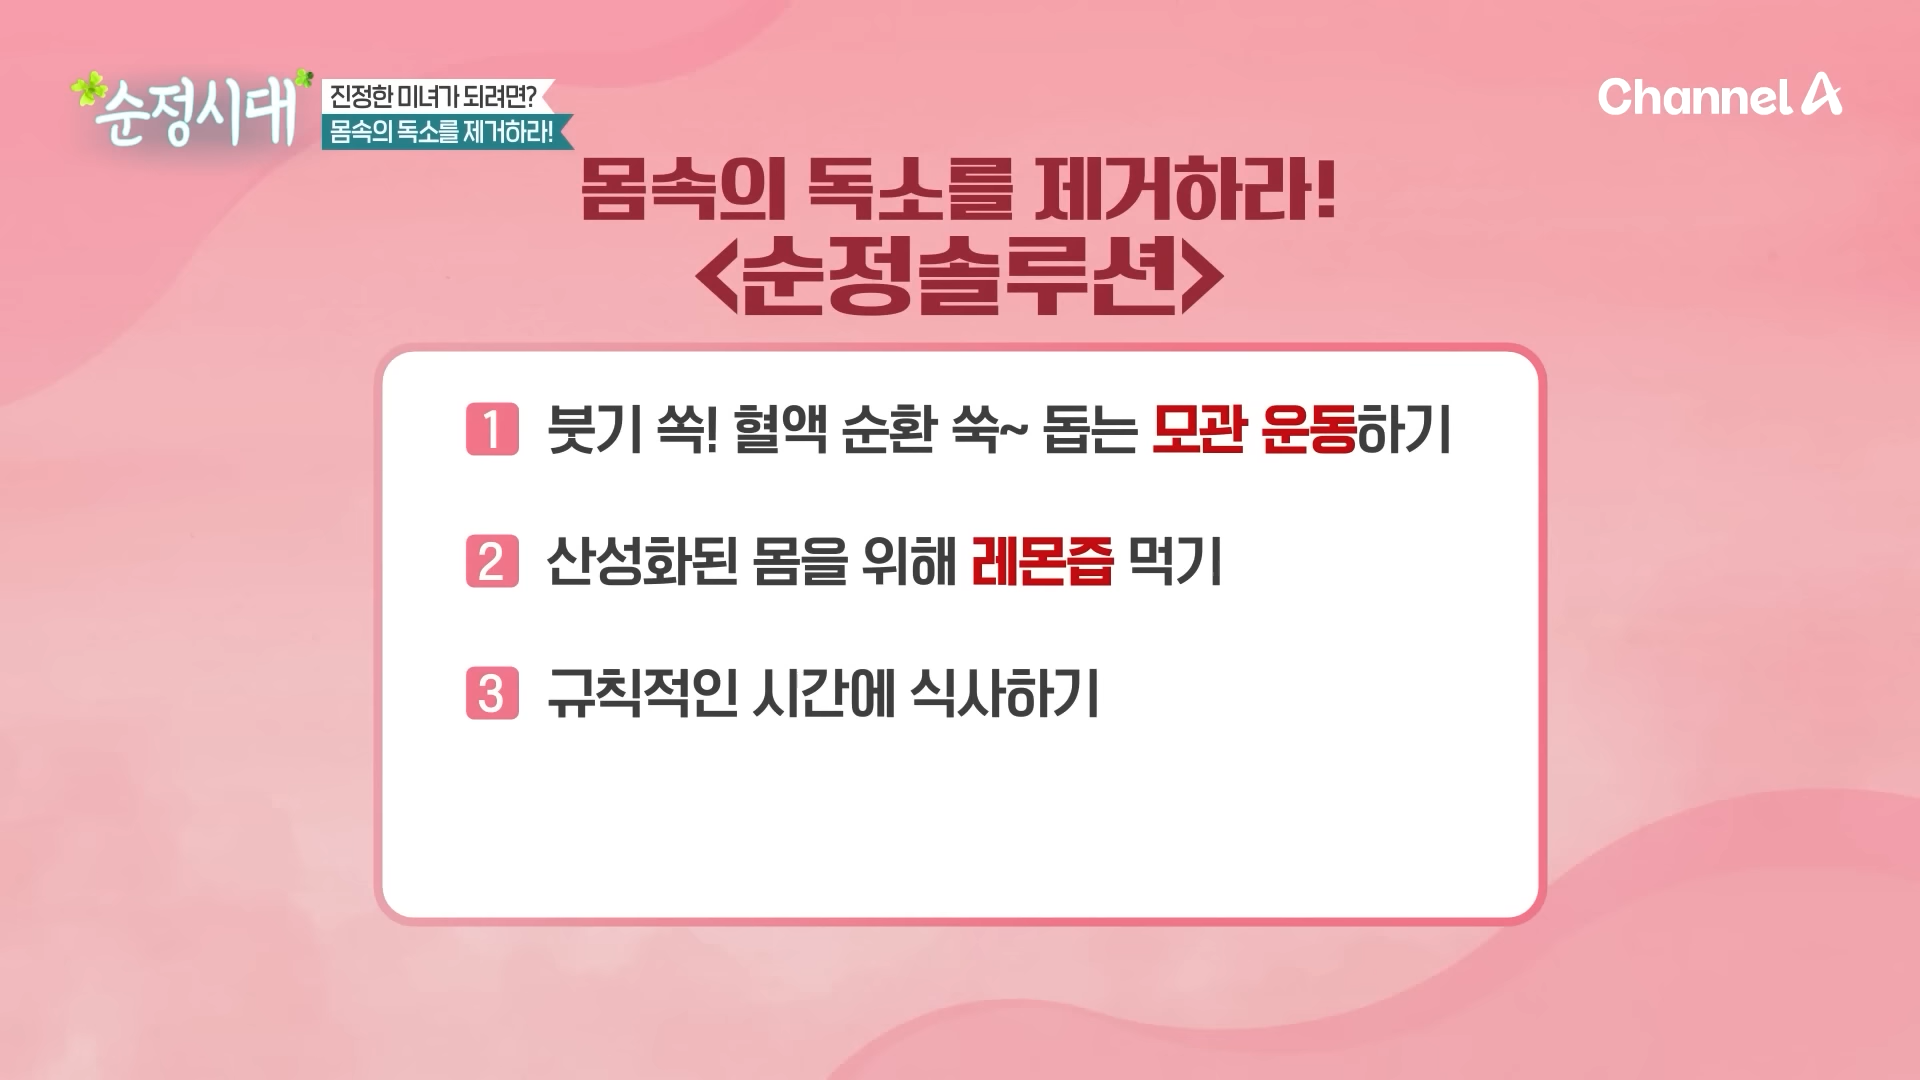 순정시대
진정한 미녀가 되려면?
몸속의 독소를 제거하라!
Channel A
몸속의 독소를 제거하라!
<순정솔루션>
1 붓기 쏙! 혈액 순환 쑥~ 돕는 모관 운동하기
2 산성화된 몸을 위해 레몬즙 먹기
3 규칙적인 시간에 식사하기